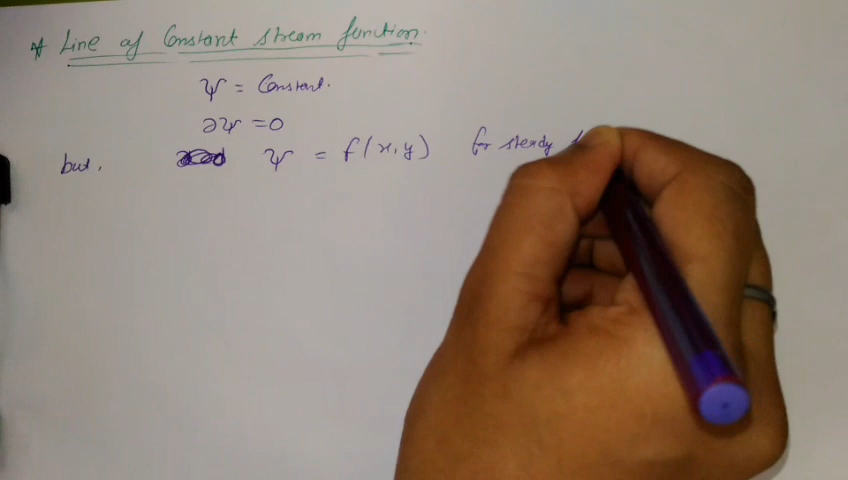 * Line of Constant stream function.
ψ = Constant.
∂ψ = 0
but, ψ = f(x, y) for steady